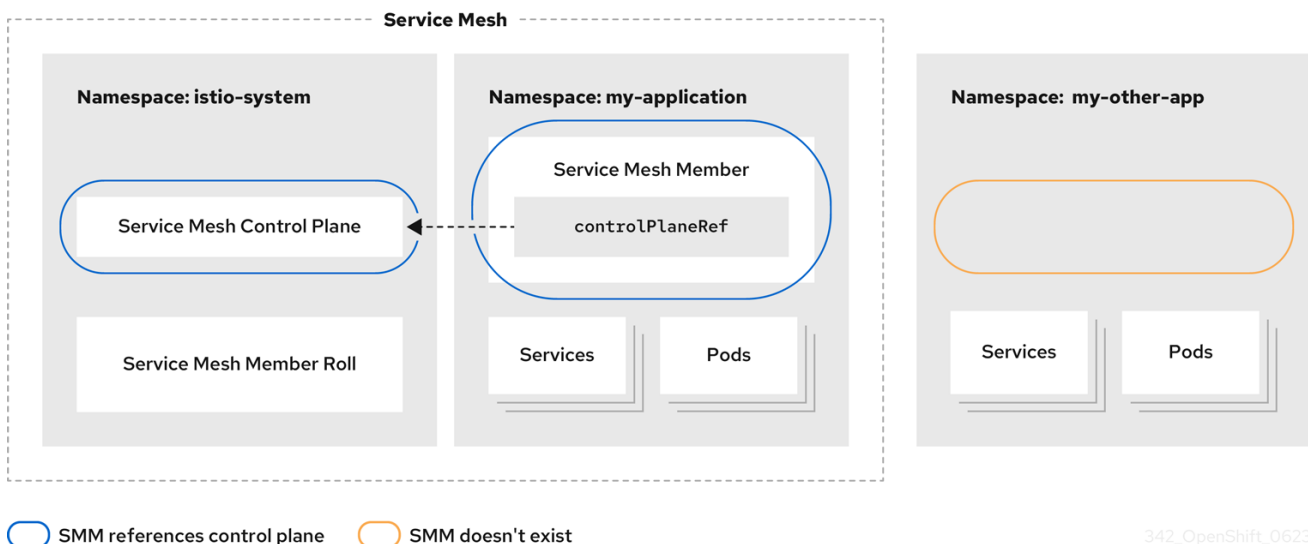 Service Mesh
Namespace: istio-system
Service Mesh Control Plane
Service Mesh Member Roll
Namespace: my-application
Service Mesh Member
controlPlaneRef
Services
Pods
Namespace: my-other-app
Services
Pods
SMM references control plane
SMM doesn't exist
342_OpenShift_0623